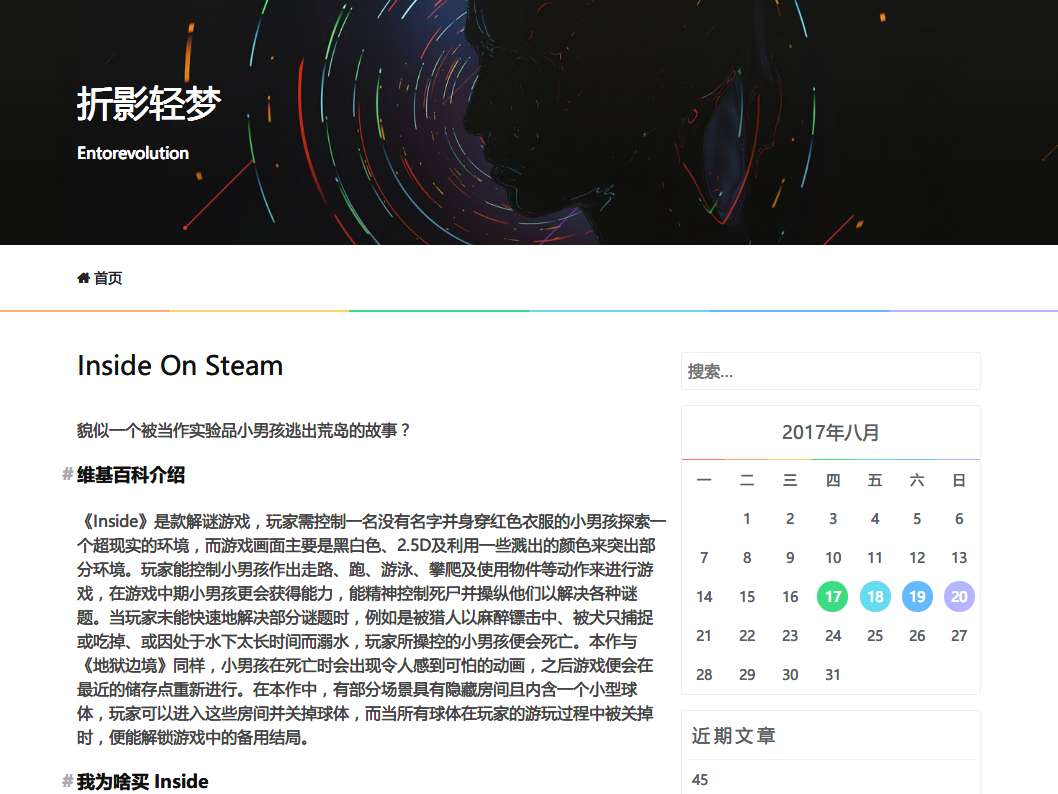 折影轻梦
Entorevolution
首页
Inside On Steam
貌似一个被当作实验品小男孩逃出荒岛的故事？
# 维基百科介绍
《Inside》是款解谜游戏，玩家需控制一名没有名字并身穿红色衣服的小男孩探索一
个超现实的环境，而游戏画面主要是黑白色、2.5D及利用一些溅出的颜色来突出部
分环境。玩家能控制小男孩作出走路、跑、游泳、攀爬及使用物件等动作来进行游
戏，在游戏中期小男孩更会获得能力，能精神控制死尸并操纵他们以解决各种谜
题。当玩家未能快速地解决部分谜题时，例如是被猎人以麻醉镖击中、被犬只捕捉
或吃掉、或因处于水下太长时间而溺水，玩家所操控的小男孩便会死亡。本作与
《地狱边境》同样，小男孩在死亡时会出现令人感到可怕的动画，之后游戏便会在
最近的储存点重新进行。在本作中，有部分场景具有隐藏房间且内含一个小型球
体，玩家可以进入这些房间并关掉球体，而当所有球体在玩家的游玩过程中被关掉
时，便能解锁游戏中的备用结局。
# 我为啥买 Inside
搜索...
2017年八月
一 二 三 四 五 六 日
1 2 3 4 5 6
7 8 9 10 11 12 13
14 15 16 17 18 19 20
21 22 23 24 25 26 27
28 29 30 31
近期文章
45